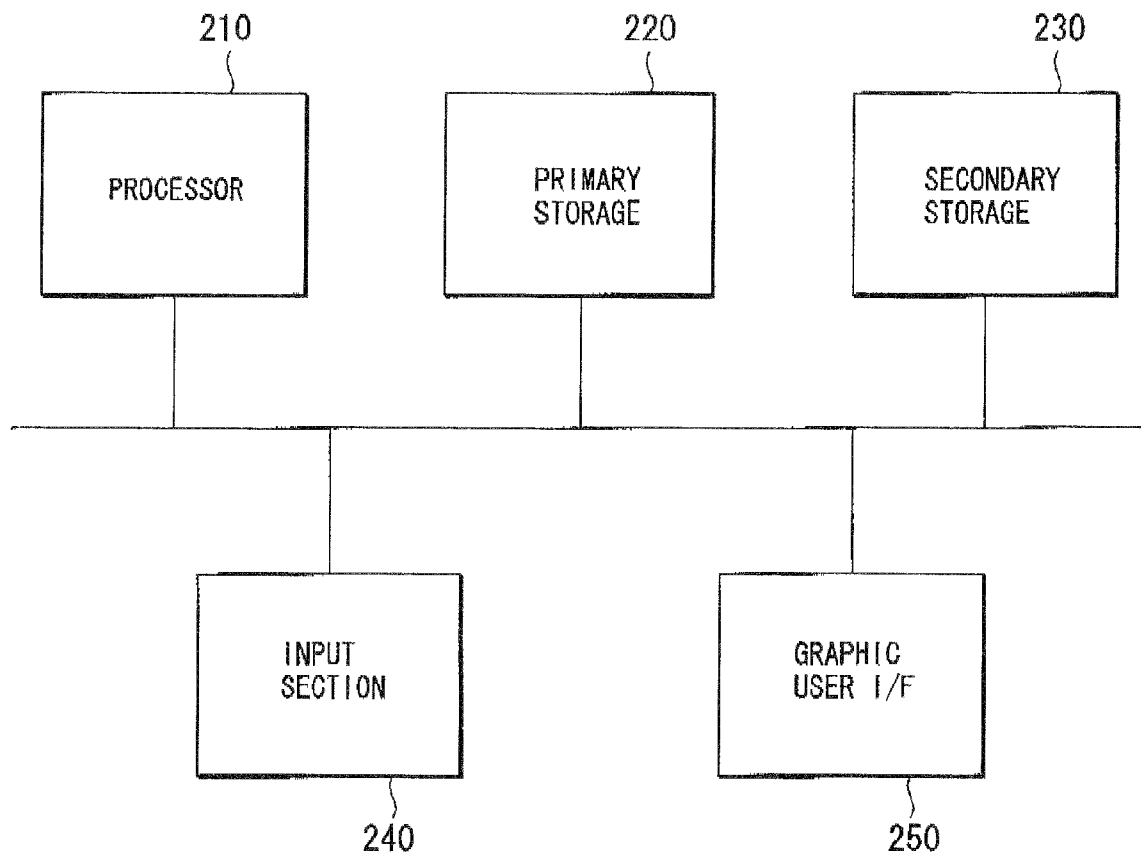 210
220
230
PROCESSOR
PRIMARY
STORAGE
SECONDARY
STORAGE
INPUT
SECTION
GRAPHIC
USER I/F
240
250